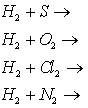 H₂ + S →
H₂ + O₂ →
H₂ + Cl₂ →
H₂ + N₂ →